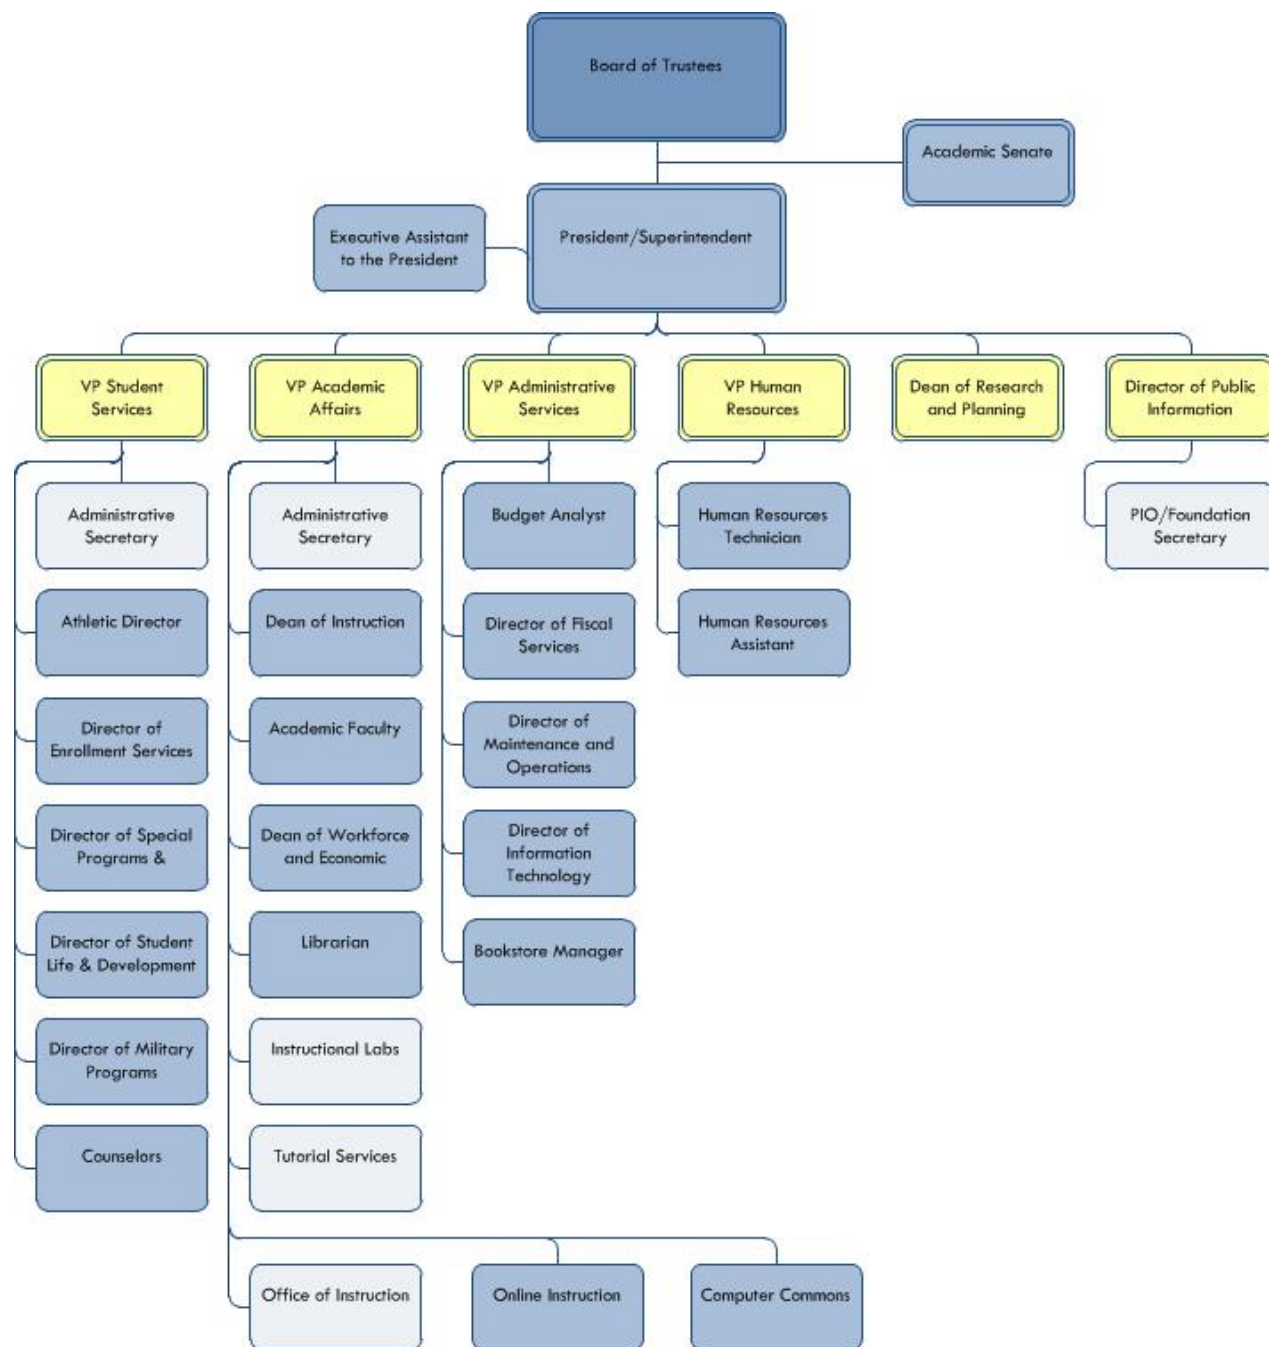 Board of Trustees
Academic Senate
Executive Assistant
to the President
President/Superintendent
VP Student
Services
VP Academic
Affairs
VP Administrative
Services
VP Human
Resources
Dean of Research
and Planning
Director of Public
Information
Administrative
Secretary
Administrative
Secretary
Budget Analyst
Human Resources
Technician
PIO/Foundation
Secretary
Athletic Director
Dean of Instruction
Director of Fiscal
Services
Human Resources
Assistant
Director of
Enrollment Services
Academic Faculty
Director of
Maintenance and
Operations
Director of Special
Programs &
Dean of Workforce
and Economic
Director of
Information
Technology
Director of Student
Life & Development
Librarian
Bookstore Manager
Director of Military
Programs
Instructional Labs
Counselors
Tutorial Services
Office of Instruction
Online Instruction
Computer Commons